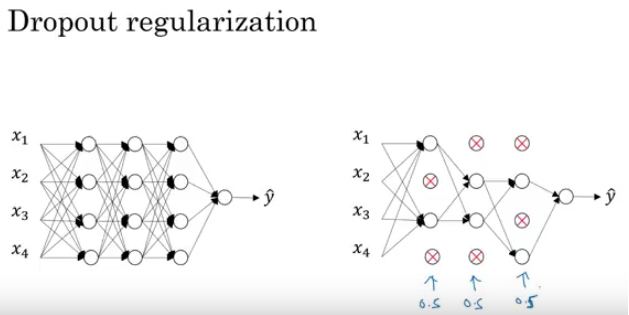 Dropout regularization
x₁ x₁
x₂ x₂
ŷ ŷ
x₃ x₃
x₄ x₄
0.5 0.5 0.5